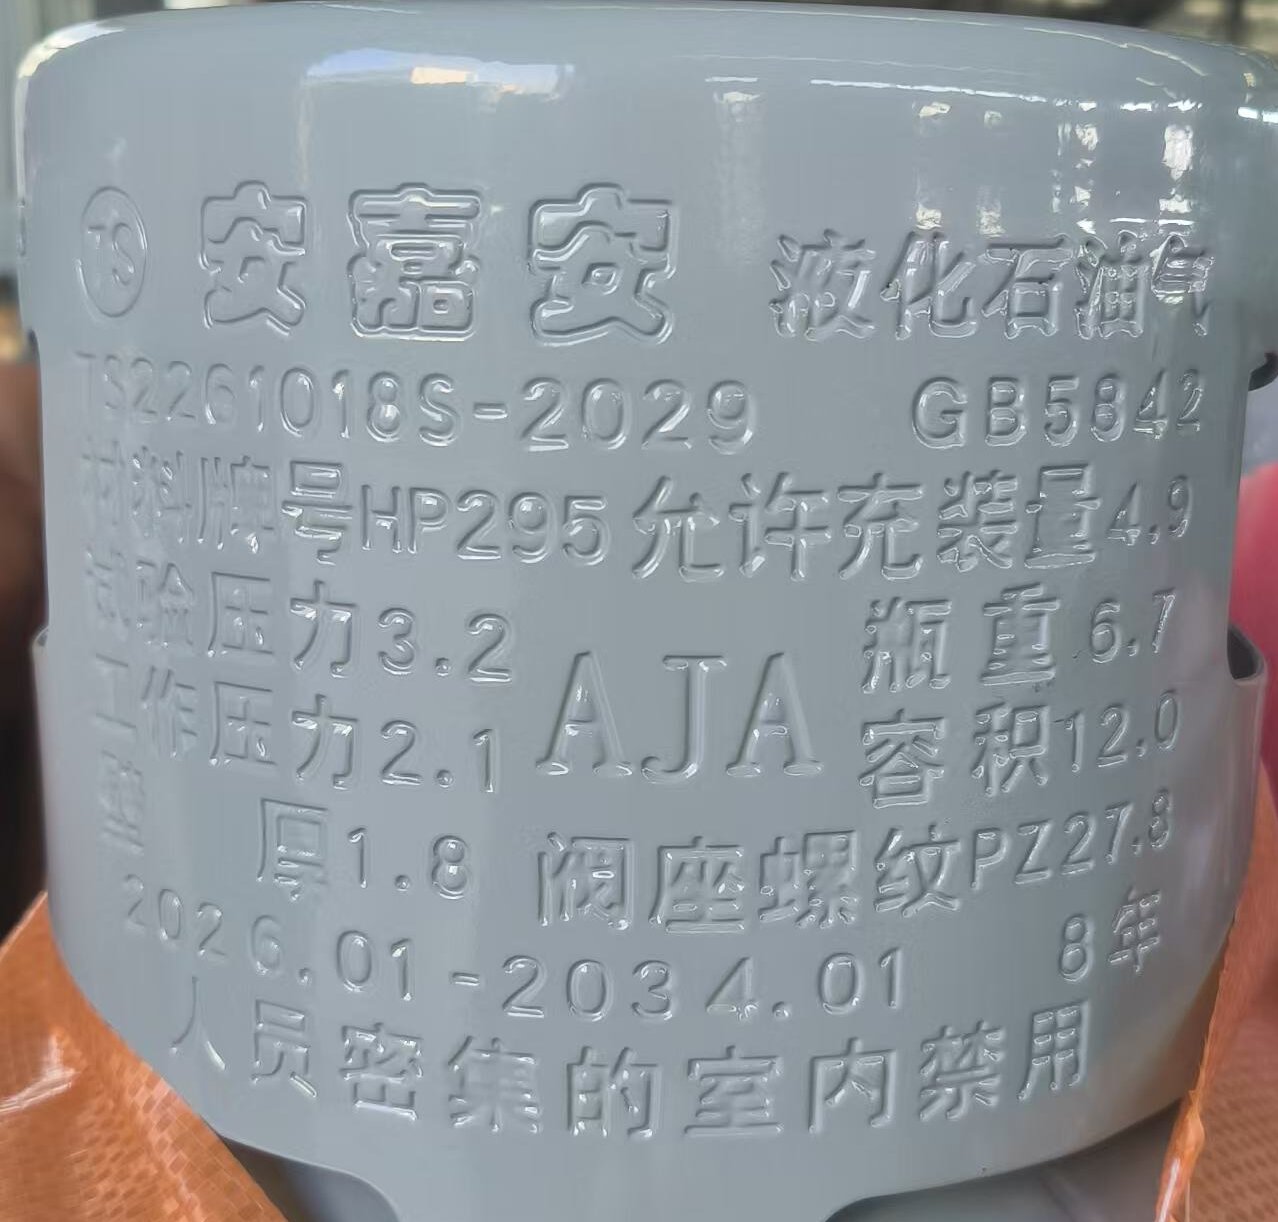 TS 安嘉安 液化石油气
TS2261018S-2029 GB5842
材料牌号HP295 允许充装量4.9
试验压力3.2 瓶重6.7
工作压力2.1 AJA 容积12.0
壁厚1.8 阀座螺纹PZ27.8
2026.01-2034.01 8年
人员密集的室内禁用